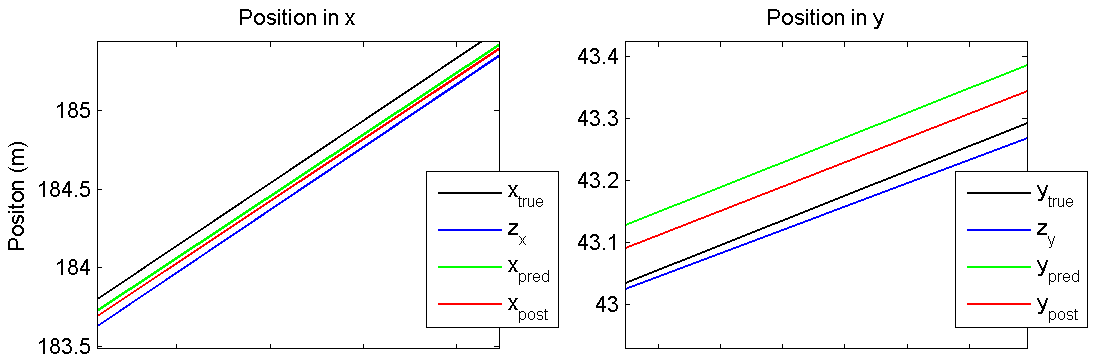 Position in x
Positon (m)
185
184.5
184
183.5
x_true
z_x
x_pred
x_post
Position in y
43.4
43.3
43.2
43.1
43
y_true
z_y
y_pred
y_post